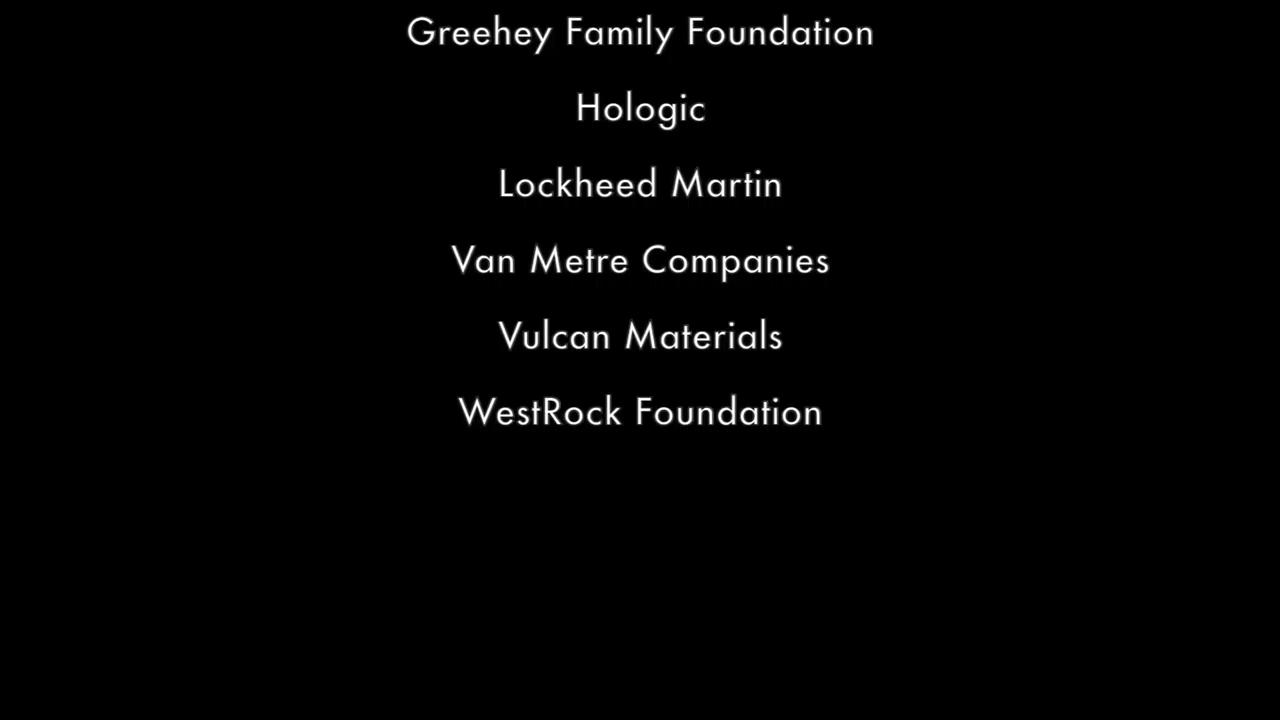 Greehey Family Foundation
Hologic
Lockheed Martin
Van Metre Companies
Vulcan Materials
WestRock Foundation